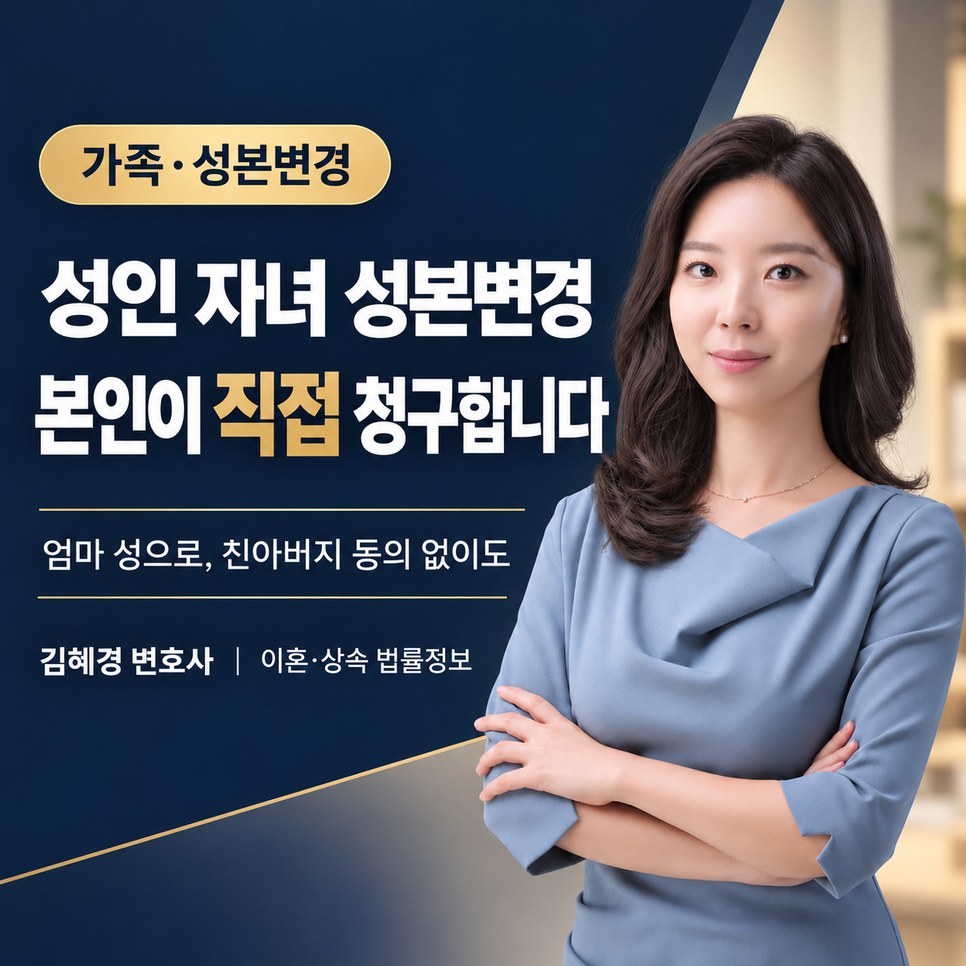 가족·성본변경
성인 자녀 성본변경
본인이 직접 청구합니다
엄마 성으로, 친아버지 동의 없이도
김혜경 변호사 | 이혼·상속 법률정보